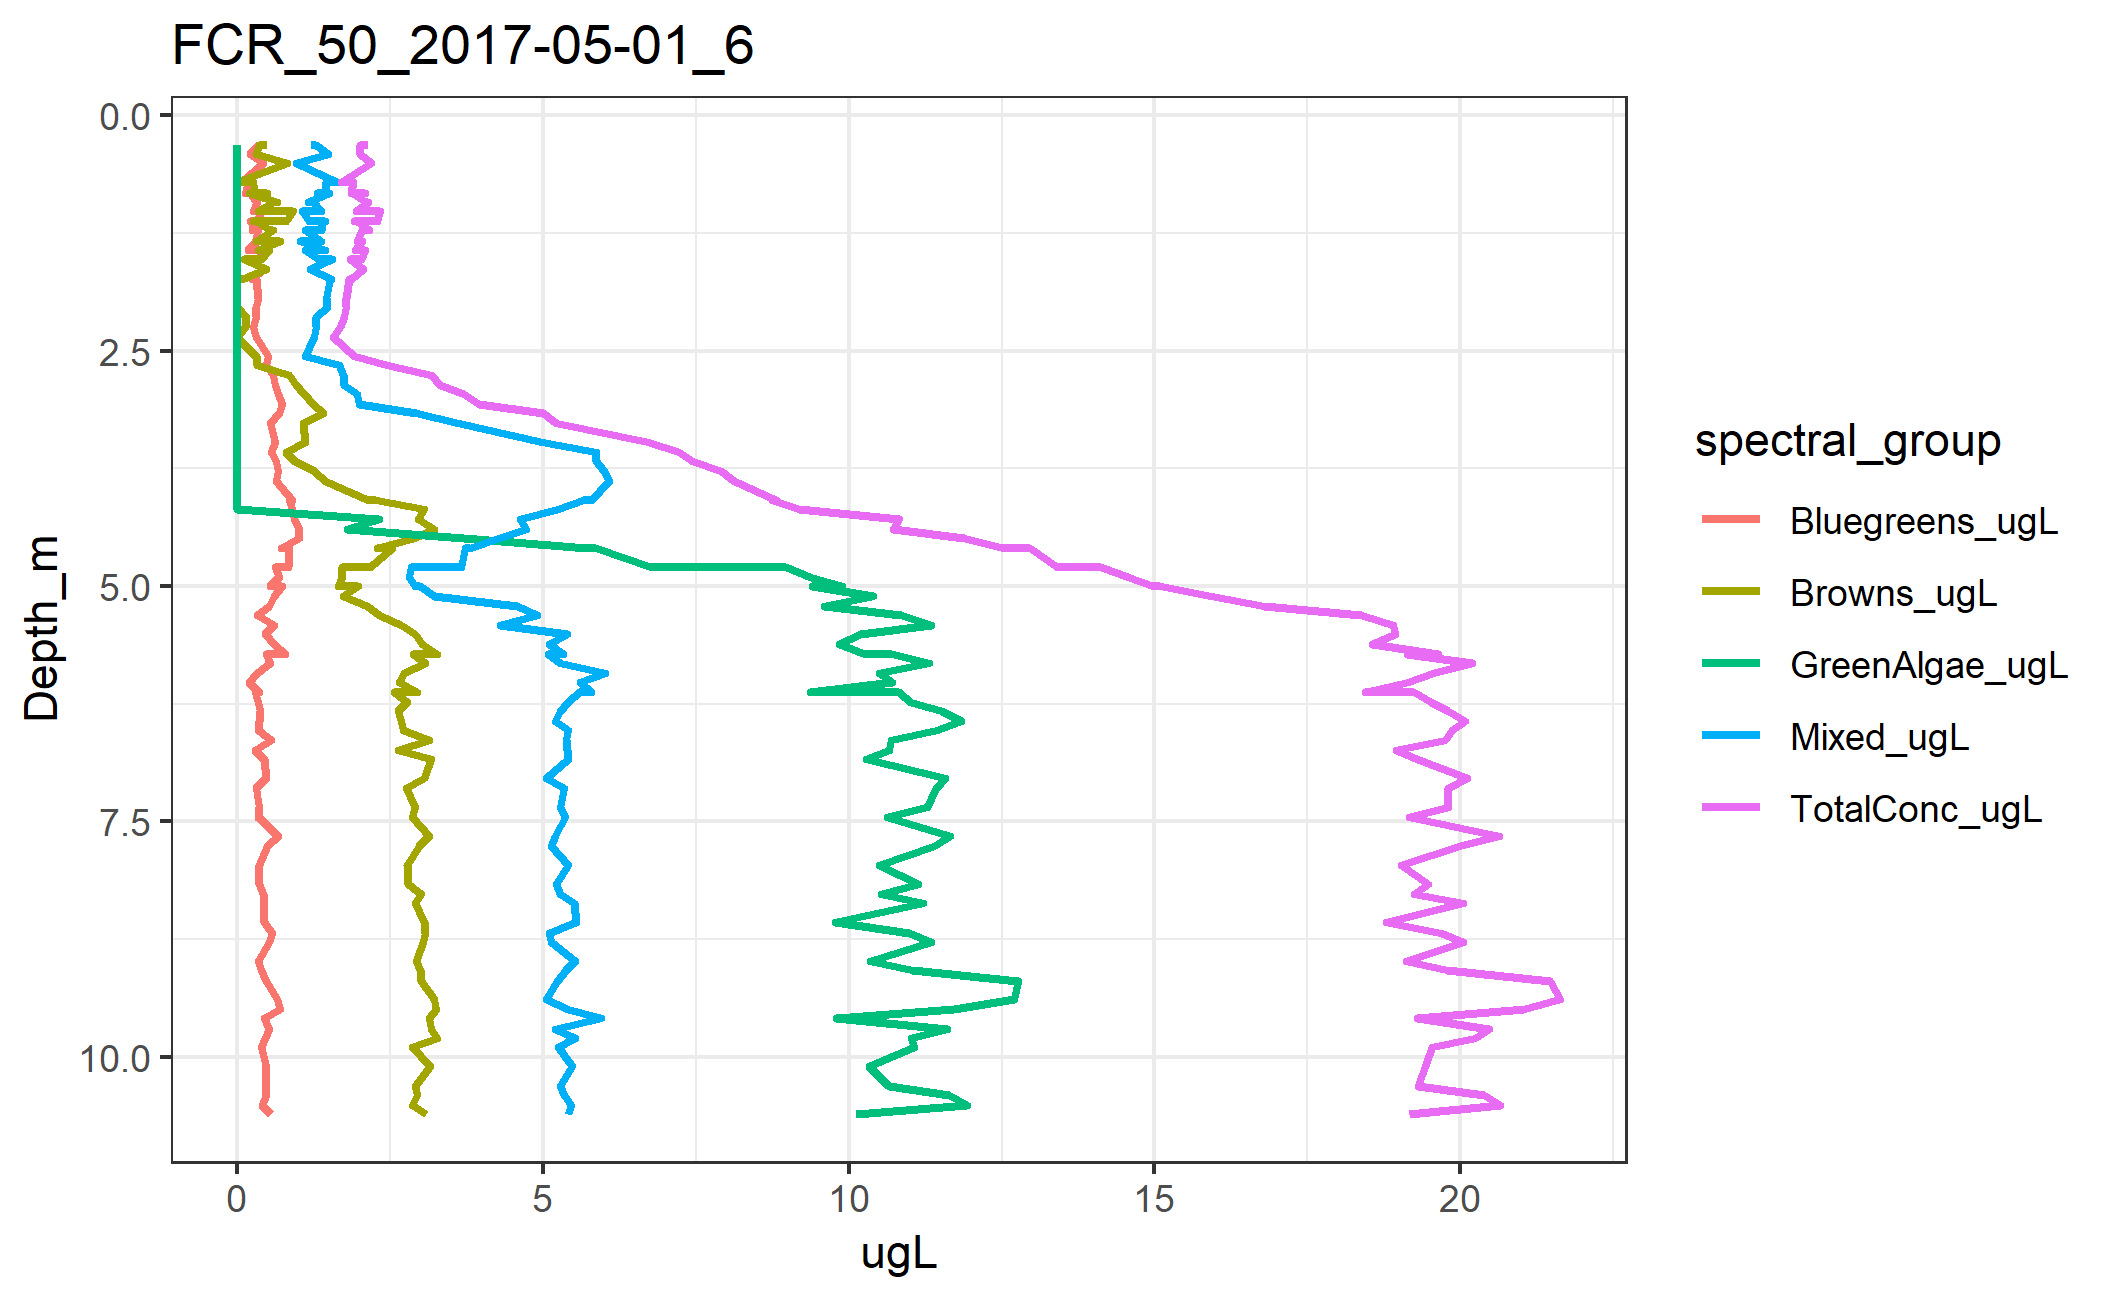 FCR_50_2017-05-01_6
0.0
2.5
5.0
7.5
10.0
Depth_m
0 5 10 15 20
ugL
spectral_group
Bluegreens_ugL
Browns_ugL
GreenAlgae_ugL
Mixed_ugL
TotalConc_ugL